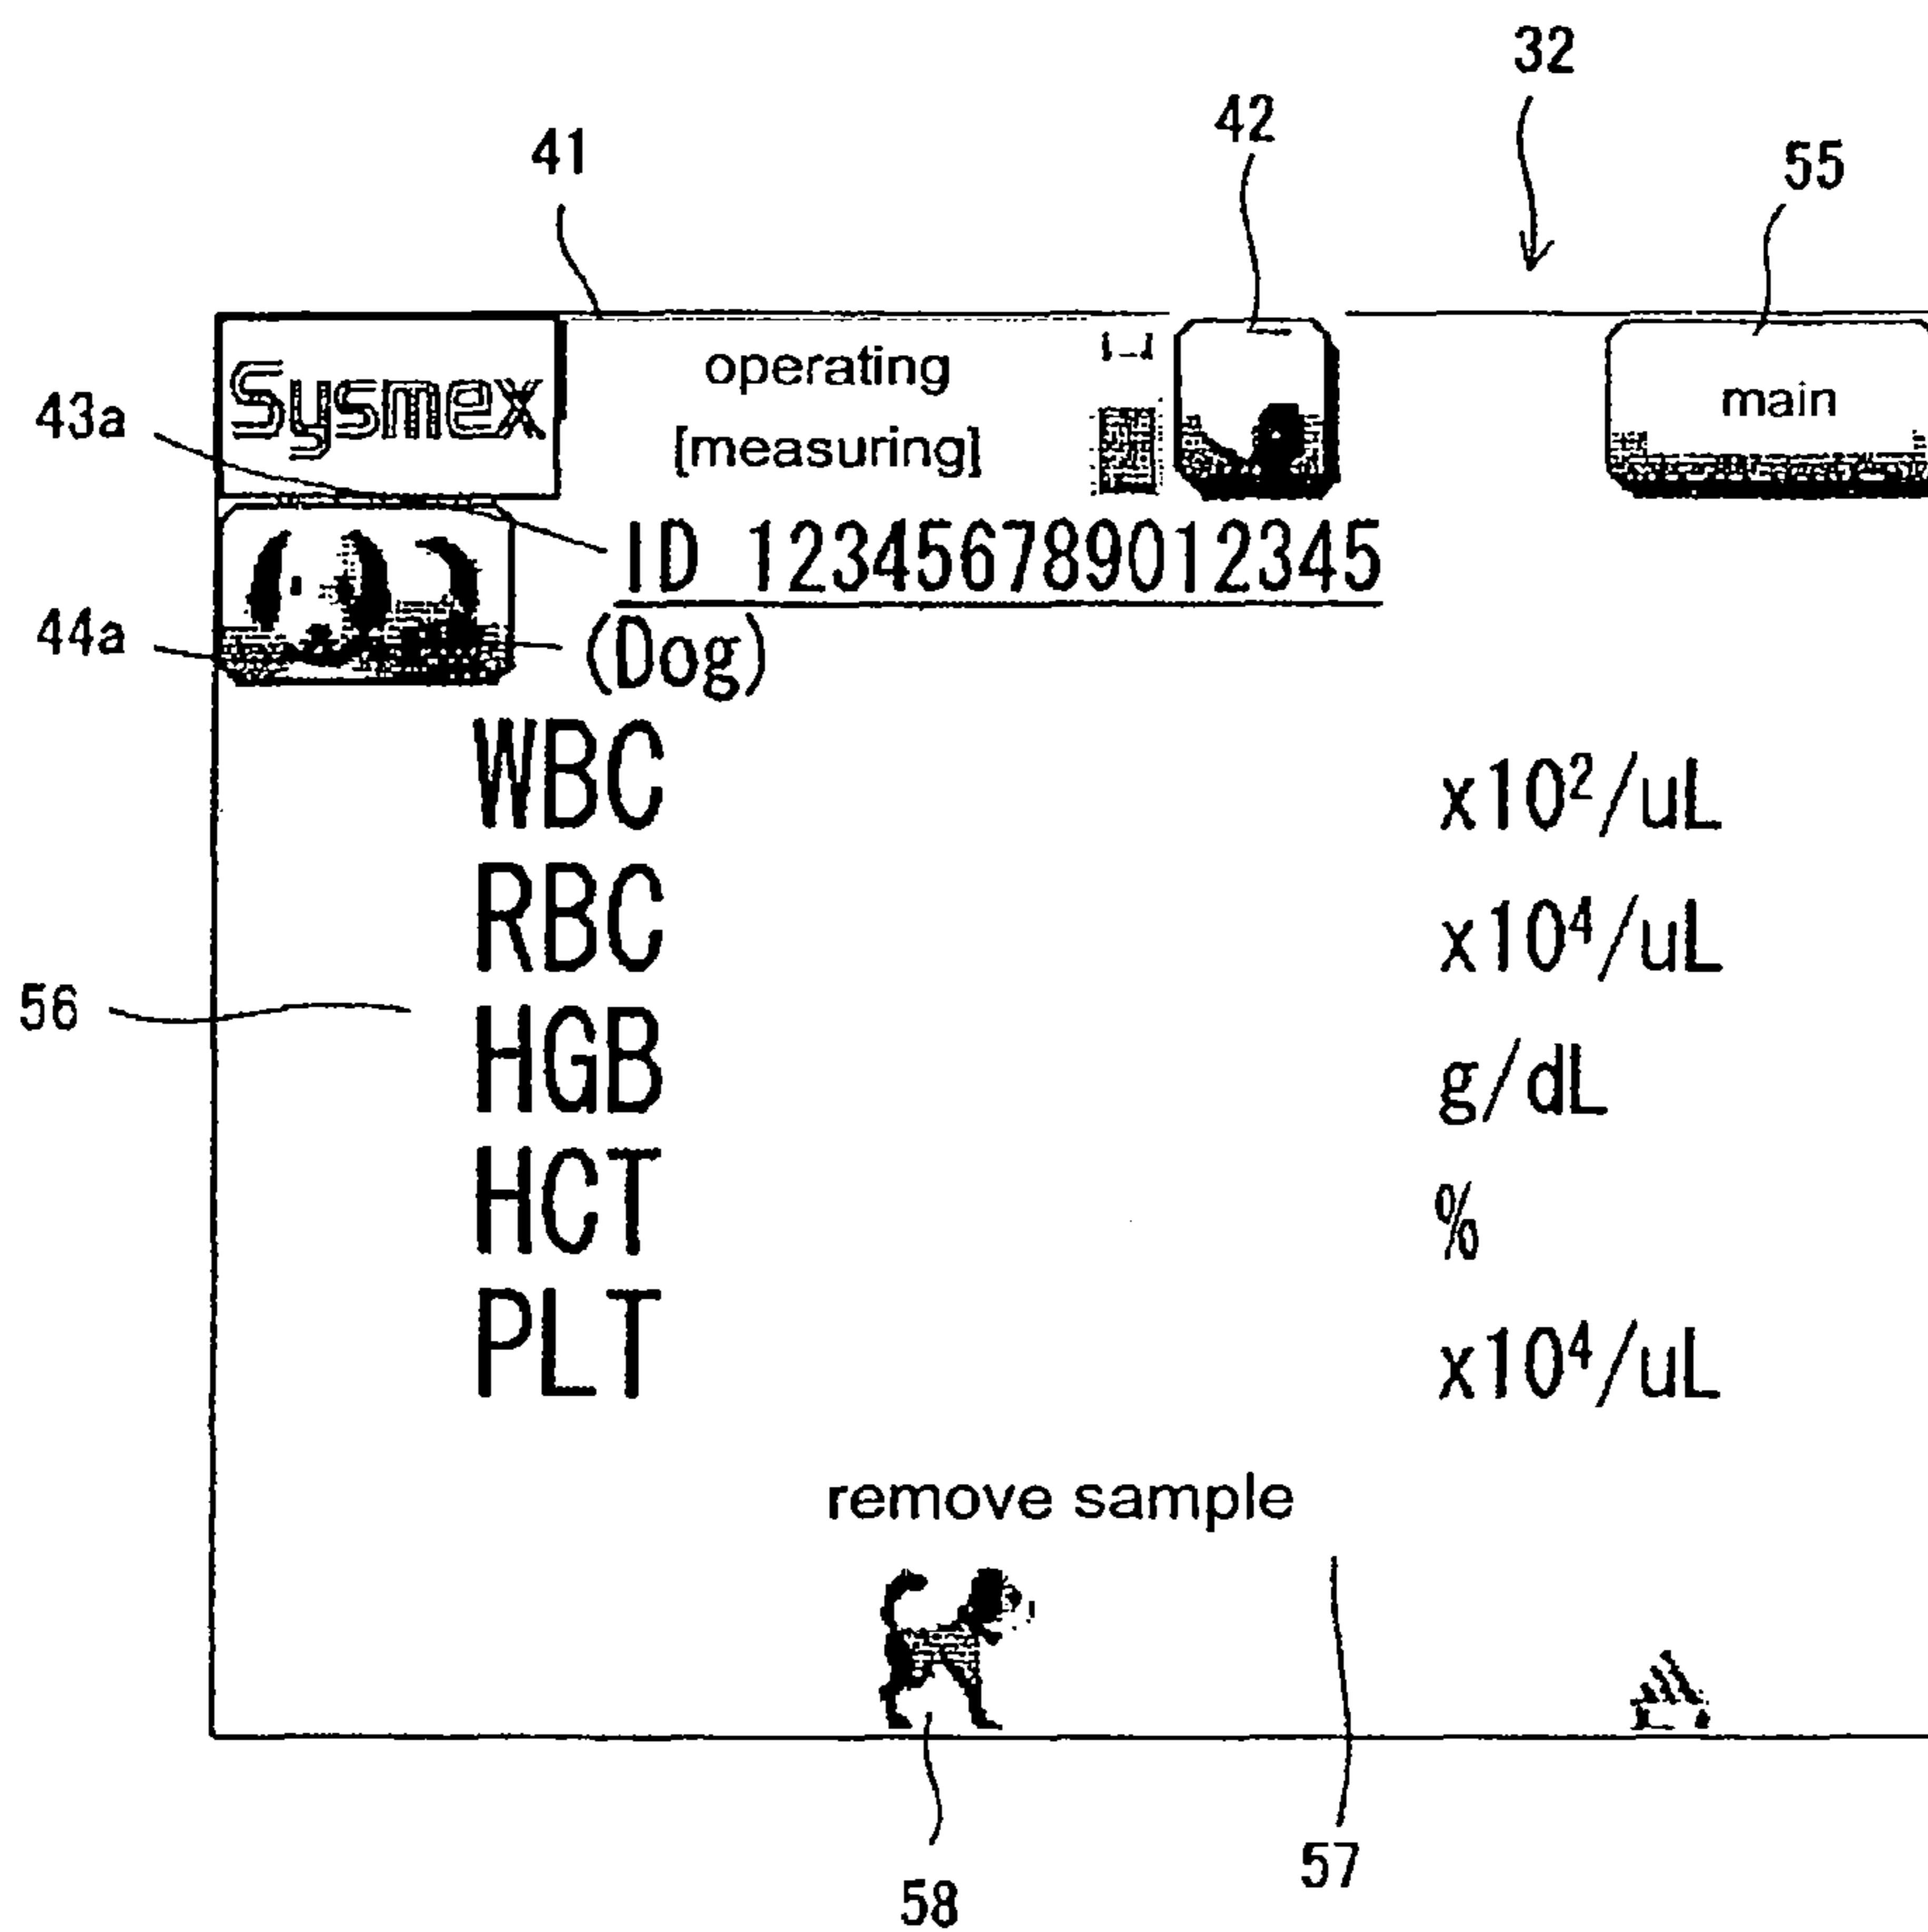 32
42
41
55
Sysmex
operating
[measuring]
main
43a
ID 123456789012345
44a
(Dog)
WBC x10²/uL
RBC x10⁴/uL
56
HGB g/dL
HCT %
PLT x10⁴/uL
remove sample
57
58